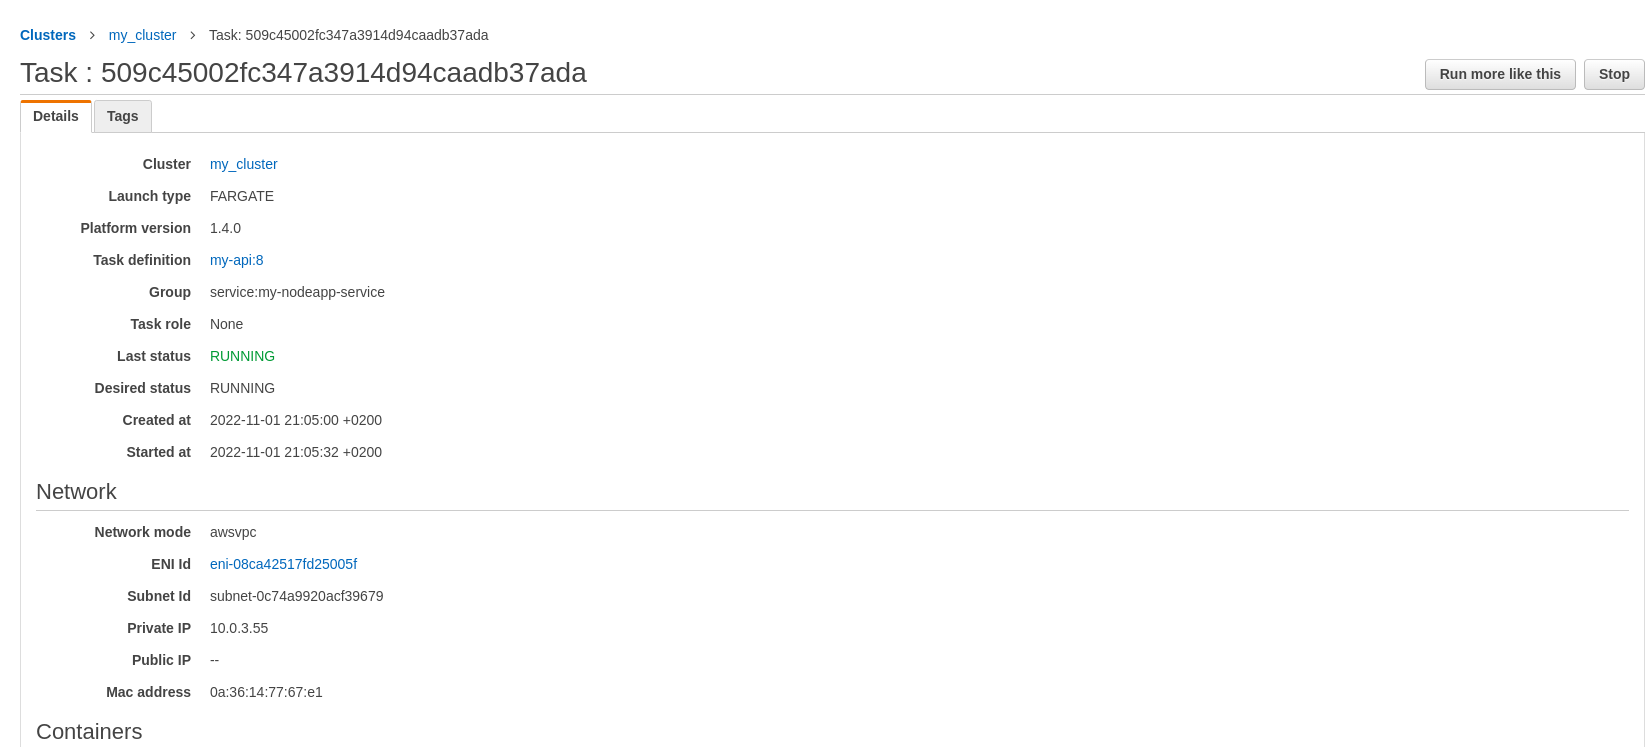 Clusters > my_cluster > Task: 509c45002fc347a3914d94caadb37ada
Task : 509c45002fc347a3914d94caadb37ada
Run more like this Stop
Details Tags
Cluster my_cluster
Launch type FARGATE
Platform version 1.4.0
Task definition my-api:8
Group service:my-nodeapp-service
Task role None
Last status RUNNING
Desired status RUNNING
Created at 2022-11-01 21:05:00 +0200
Started at 2022-11-01 21:05:32 +0200
Network
Network mode awsvpc
ENI Id eni-08ca42517fd25005f
Subnet Id subnet-0c74a9920acf39679
Private IP 10.0.3.55
Public IP --
Mac address 0a:36:14:77:67:e1
Containers